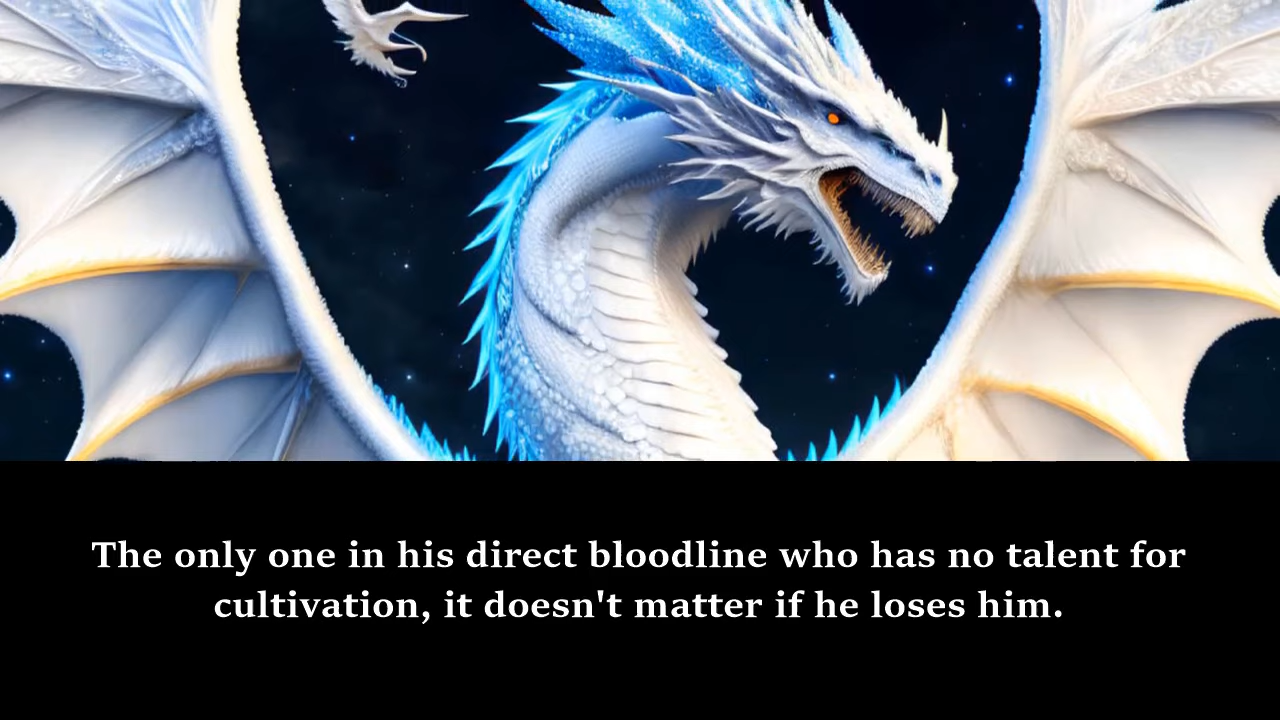 The only one in his direct bloodline who has no talent for
cultivation, it doesn't matter if he loses him.